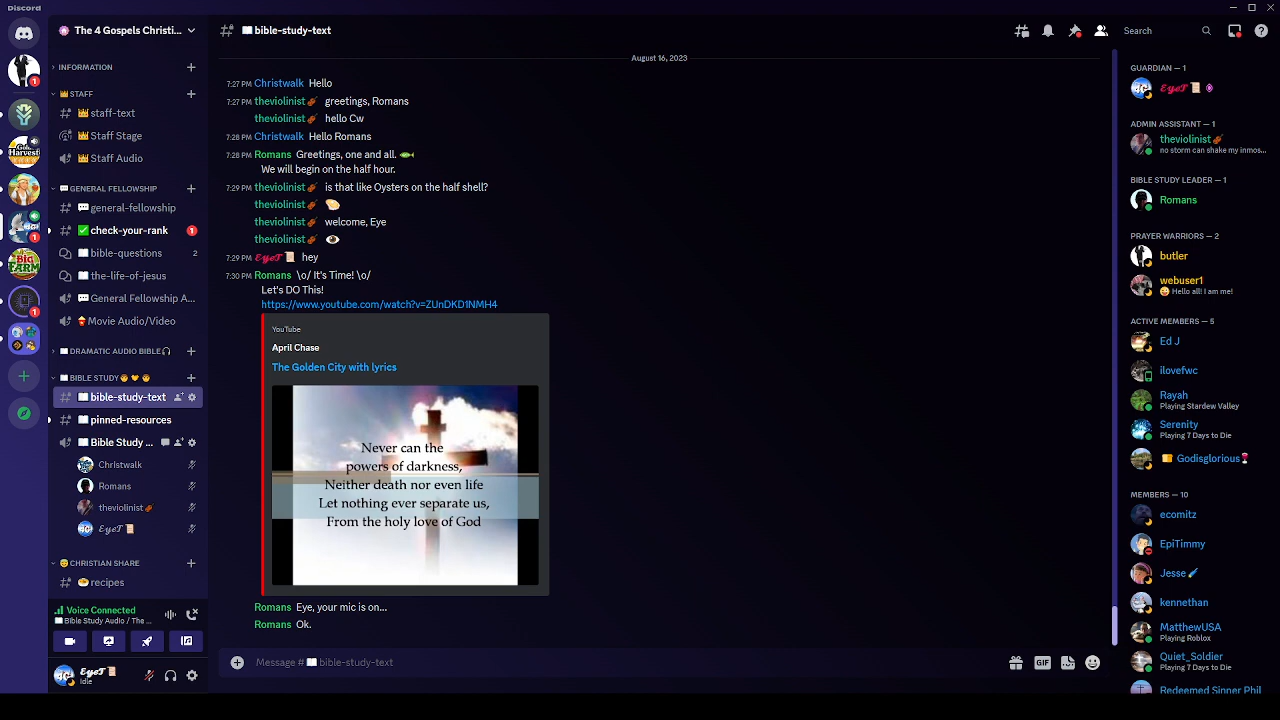 Discord
The 4 Gospels Christi...
bible-study-text
Search
INFORMATION
STAFF
staff-text
Staff Stage
Staff Audio
GENERAL FELLOWSHIP
general-fellowship
check-your-rank 1
bible-questions 2
the-life-of-jesus
General Fellowship A...
Movie Audio/Video
DRAMATIC AUDIO BIBLE
BIBLE STUDY
bible-study-text
pinned-resources
Bible Study ...
Christwalk
Romans
theviolinist
EyeT
CHRISTIAN SHARE
recipes
Voice Connected
Bible Study Audio / The ...
EyeT
Idle
August 16, 2023
7:27 PM Christwalk Hello
7:27 PM theviolinist greetings, Romans
theviolinist hello Cw
7:28 PM Christwalk Hello Romans
7:28 PM Romans Greetings, one and all.
We will begin on the half hour.
7:29 PM theviolinist is that like Oysters on the half shell?
theviolinist
theviolinist welcome, Eye
theviolinist
7:29 PM EyeT hey
7:30 PM Romans \o/ It's Time! \o/
Let's DO This!
https://www.youtube.com/watch?v=ZUnDKD1NMH4
YouTube
April Chase
The Golden City with lyrics
Never can the
powers of darkness,
Neither death nor even life
Let nothing ever separate us,
From the holy love of God
Romans Eye, your mic is on...
Romans Ok.
Message # bible-study-text
GIF
GUARDIAN — 1
EyeT
ADMIN ASSISTANT — 1
theviolinist
no storm can shake my inmos...
BIBLE STUDY LEADER — 1
Romans
PRAYER WARRIORS — 2
butler
webuser1
Hello all! I am me!
ACTIVE MEMBERS — 5
Ed J
ilovefwc
Rayah
Playing Stardew Valley
Serenity
Playing 7 Days to Die
Godisglorious
MEMBERS — 10
ecomitz
EpiTimmy
Jesse
kennethan
MatthewUSA
Playing Roblox
Quiet_Soldier
Playing 7 Days to Die
Redeemed Sinner Phil